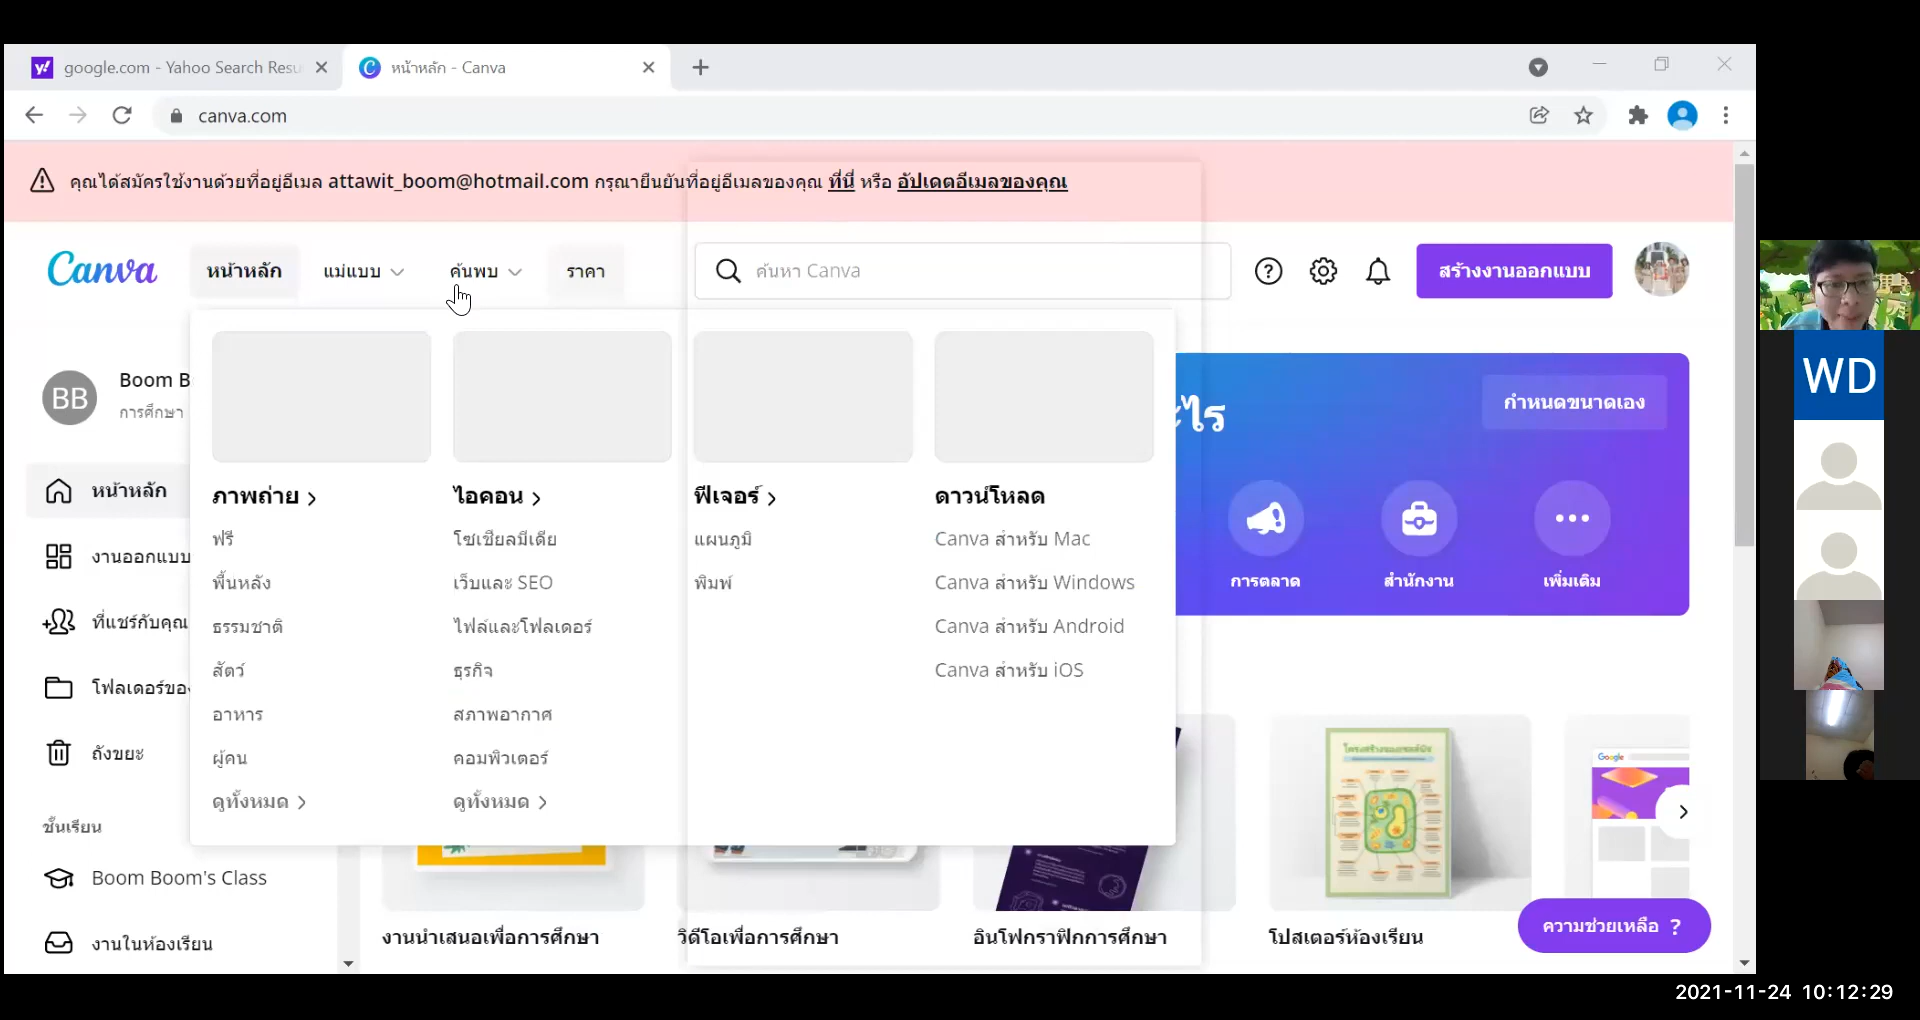 google.com - Yahoo Search Resu
หน้าหลัก - Canva
canva.com
คุณได้สมัครใช้งานด้วยที่อยู่อีเมล attawit_boom@hotmail.com กรุณายืนยันที่อยู่อีเมลของคุณ ที่นี่ หรือ อัปเดตอีเมลของคุณ
Canva
หน้าหลัก
แม่แบบ
ค้นพบ
ราคา
ค้นหา Canva
สร้างงานออกแบบ
WD
BB
Boom B
การศึกษา
หน้าหลัก
งานออกแบบ
ที่แชร์กับคุณ
โฟลเดอร์ของ
ถังขยะ
ชั้นเรียน
Boom Boom's Class
งานในห้องเรียน
ภาพถ่าย
ฟรี
พื้นหลัง
ธรรมชาติ
สัตว์
อาหาร
ผู้คน
ดูทั้งหมด
ไอคอน
โซเชียลมีเดีย
เว็บและ SEO
ไฟล์และโฟลเดอร์
ธุรกิจ
สภาพอากาศ
คอมพิวเตอร์
ดูทั้งหมด
ฟีเจอร์
แผนภูมิ
พิมพ์
ดาวน์โหลด
Canva สำหรับ Mac
Canva สำหรับ Windows
Canva สำหรับ Android
Canva สำหรับ iOS
ะไร
กำหนดขนาดเอง
การตลาด
สำนักงาน
เพิ่มเติม
Google
งานนำเสนอเพื่อการศึกษา
วิดีโอเพื่อการศึกษา
อินโฟกราฟิกการศึกษา
โปสเตอร์ห้องเรียน
ความช่วยเหลือ ?
2021-11-24 10:12:29